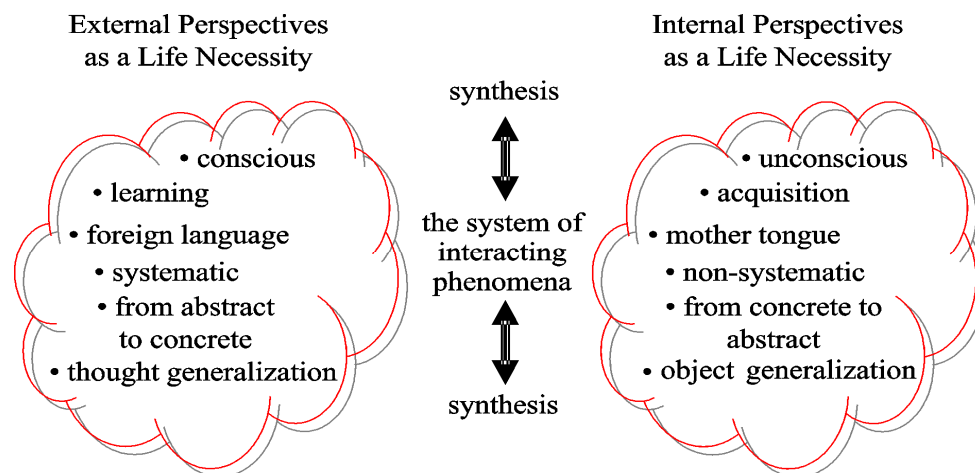 External Perspectives
as a Life Necessity
• conscious
• learning
• foreign language
• systematic
• from abstract
to concrete
• thought generalization
synthesis
the system of
interacting
phenomena
synthesis
Internal Perspectives
as a Life Necessity
• unconscious
• acquisition
• mother tongue
• non-systematic
• from concrete to
abstract
• object generalization